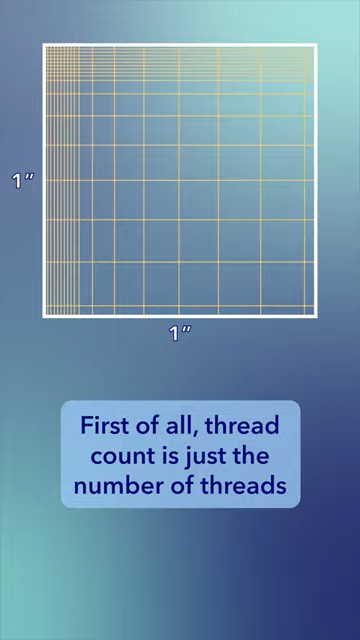 1”
1”
First of all, thread
count is just the
number of threads